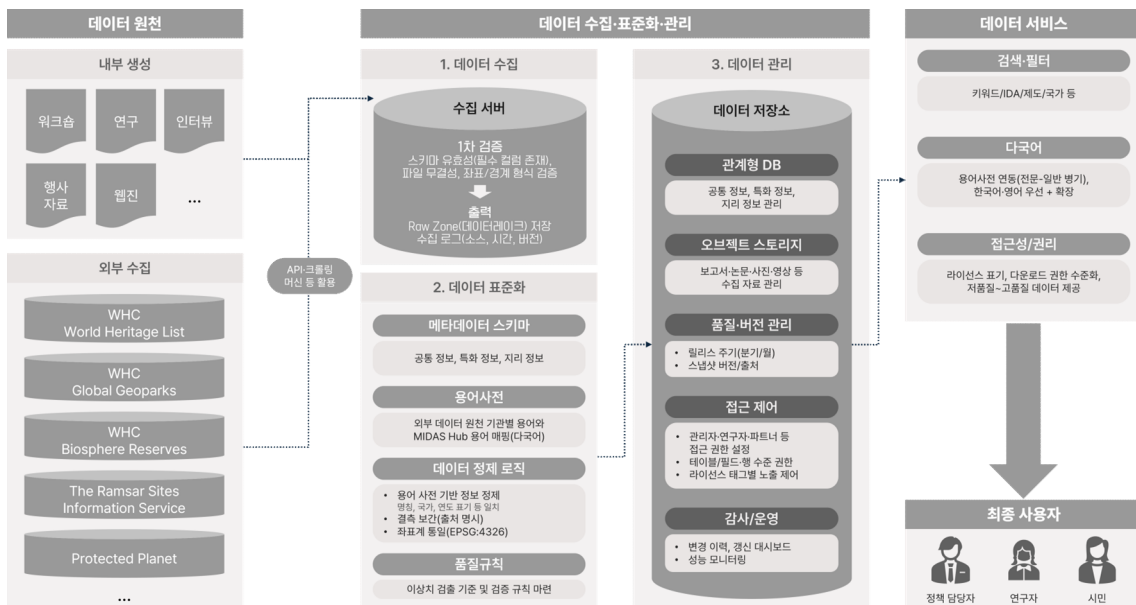 데이터 원천
내부 생성
워크숍
연구
인터뷰
행사
자료
웹진
...
외부 수집
WHC
World Heritage List
WHC
Global Geoparks
WHC
Biosphere Reserves
The Ramsar Sites
Information Service
Protected Planet
...
API·크롤링
머신 등 활용
데이터 수집·표준화·관리
1. 데이터 수집
수집 서버
1차 검증
스키마 유효성(필수 컬럼 존재),
파일 무결성, 좌표/경계 형식 검증
출력
Raw Zone(데이터레이크) 저장
수집 로그(소스, 시간, 버전)
2. 데이터 표준화
메타데이터 스키마
공통 정보, 특화 정보, 지리 정보
용어사전
외부 데이터 원천 기관별 용어와
MIDAS Hub 용어 매핑(다국어)
데이터 정제 로직
• 용어 사전 기반 정보 정제
명칭, 국가, 연도 표기 등 일치
• 결측 보간(출처 명시)
• 좌표계 통일(EPSG:4326)
품질규칙
이상치 검출 기준 및 검증 규칙 마련
3. 데이터 관리
데이터 저장소
관계형 DB
공통 정보, 특화 정보,
지리 정보 관리
오브젝트 스토리지
보고서·논문·사진·영상 등
수집 자료 관리
품질·버전 관리
• 릴리스 주기(분기/월)
• 스냅샷 버전/출처
접근 제어
• 관리자·연구자·파트너 등
접근 권한 설정
• 테이블/필드·행 수준 권한
• 라이선스 태그별 노출 제어
감사/운영
• 변경 이력, 갱신 대시보드
• 성능 모니터링
데이터 서비스
검색·필터
키워드/IDA/제도/국가 등
다국어
용어사전 연동(전문-일반 병기),
한국어·영어 우선 + 확장
접근성/권리
라이선스 표기, 다운로드 권한 수준화,
저품질~고품질 데이터 제공
최종 사용자
정책 담당자
연구자
시민